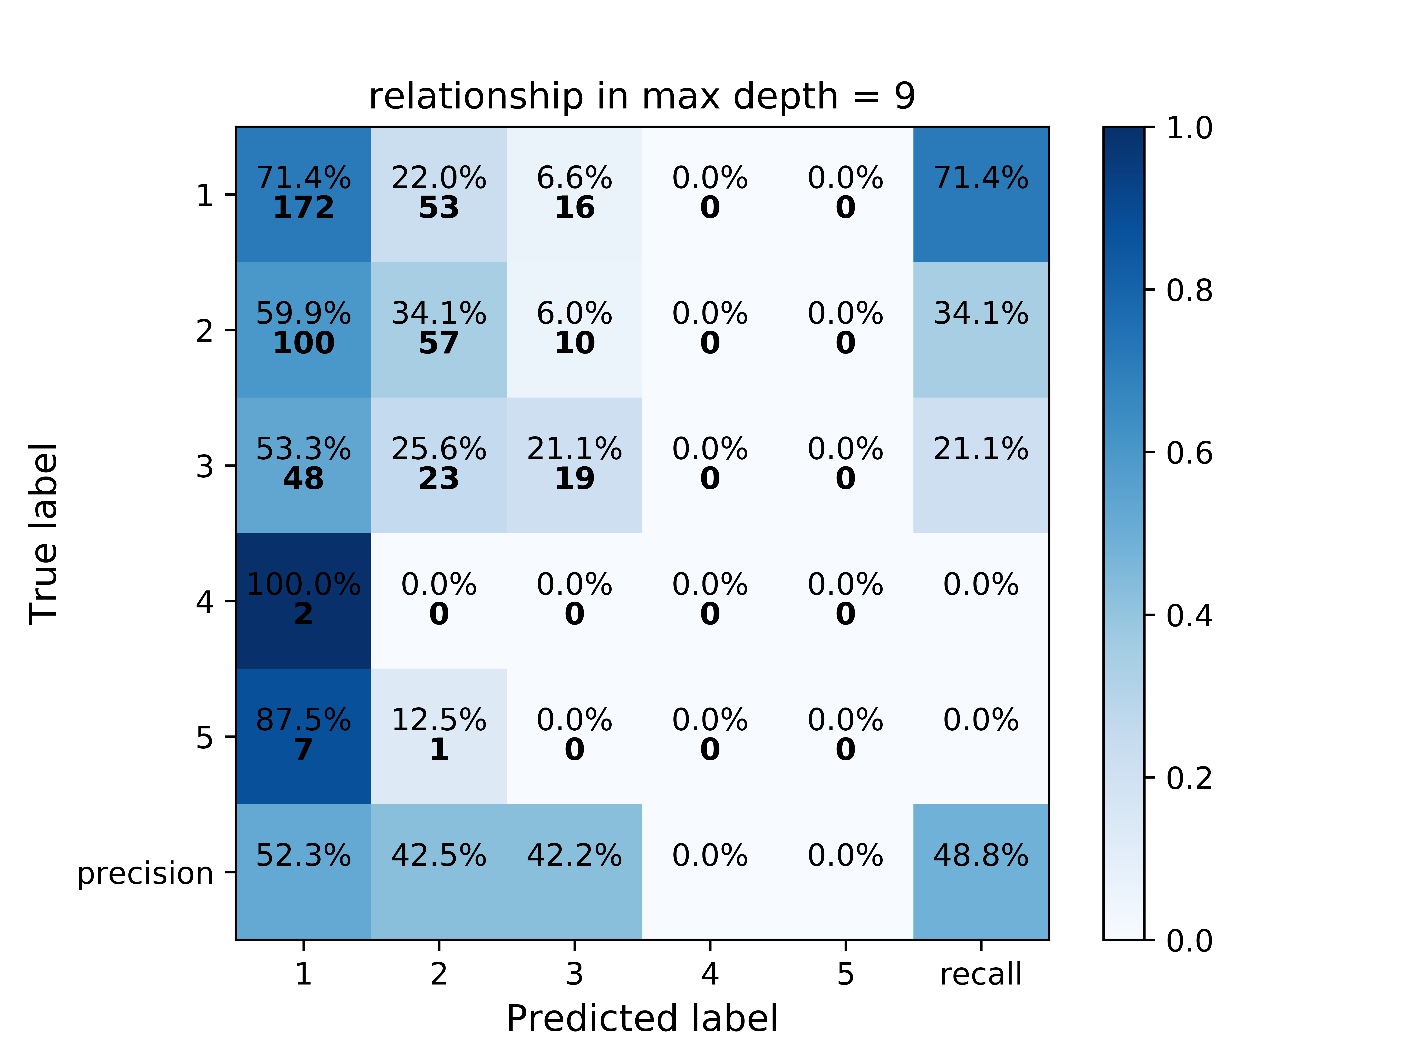 relationship in max depth = 9
71.4% 22.0% 6.6% 0.0% 0.0% 71.4%
1 172 53 16 0 0
59.9% 34.1% 6.0% 0.0% 0.0% 34.1%
2 100 57 10 0 0
53.3% 25.6% 21.1% 0.0% 0.0% 21.1%
3 48 23 19 0 0
100.0% 0.0% 0.0% 0.0% 0.0% 0.0%
4 2 0 0 0 0
87.5% 12.5% 0.0% 0.0% 0.0% 0.0%
5 7 1 0 0 0
52.3% 42.5% 42.2% 0.0% 0.0% 48.8%
precision
1 2 3 4 5 recall
Predicted label
True label
1.0
0.8
0.6
0.4
0.2
0.0